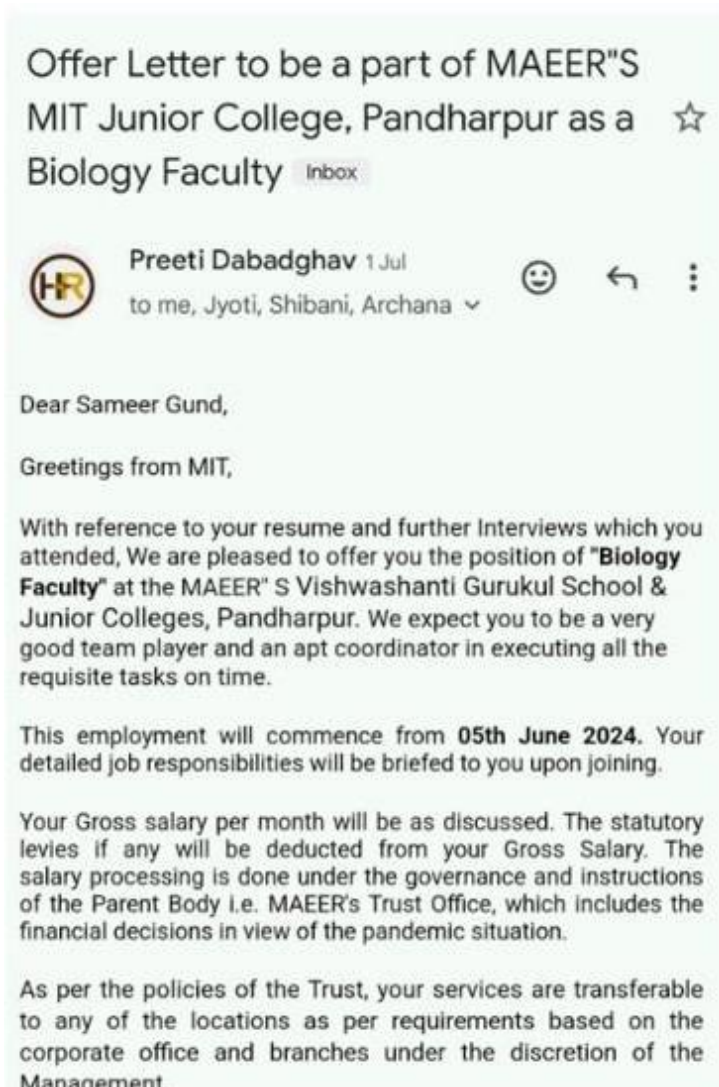 Offer Letter to be a part of MAEER"S
MIT Junior College, Pandharpur as a
Biology Faculty Inbox
HR
Preeti Dabadghav 1 Jul
to me, Jyoti, Shibani, Archana
Dear Sameer Gund,
Greetings from MIT,
With reference to your resume and further Interviews which you
attended, We are pleased to offer you the position of "Biology
Faculty" at the MAEER" S Vishwashanti Gurukul School &
Junior Colleges, Pandharpur. We expect you to be a very
good team player and an apt coordinator in executing all the
requisite tasks on time.
This employment will commence from 05th June 2024. Your
detailed job responsibilities will be briefed to you upon joining.
Your Gross salary per month will be as discussed. The statutory
levies if any will be deducted from your Gross Salary. The
salary processing is done under the governance and instructions
of the Parent Body i.e. MAEER's Trust Office, which includes the
financial decisions in view of the pandemic situation.
As per the policies of the Trust, your services are transferable
to any of the locations as per requirements based on the
corporate office and branches under the discretion of the
Management